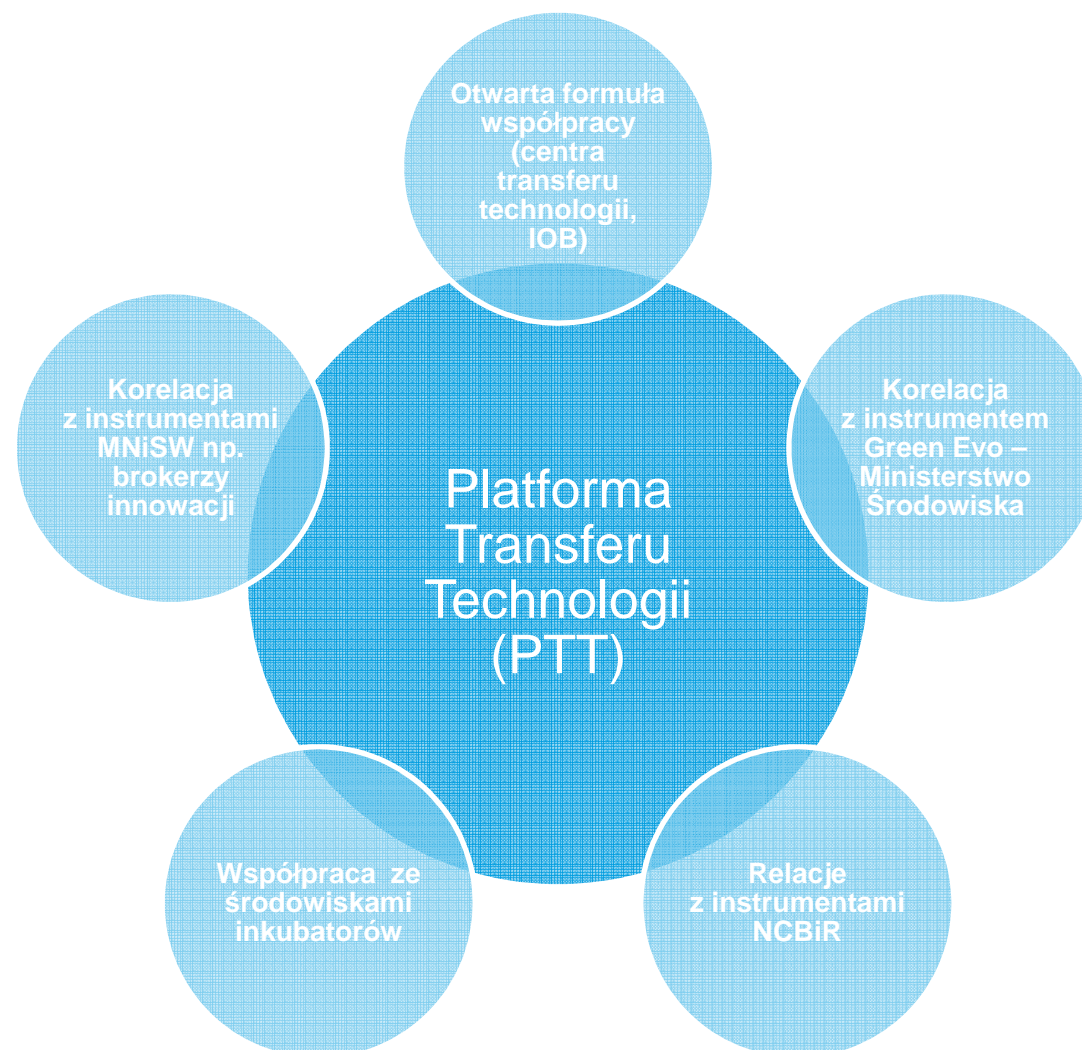 Otwarta formuła
współpracy
(centra
transferu
technologii,
IOB)
Korelacja
z instrumentami
MNiSW np.
brokerzy
innowacji
Korelacja
z instrumentem
Green Evo –
Ministerstwo
Środowiska
Platforma
Transferu
Technologii
(PTT)
Współpraca ze
środowiskami
inkubatorów
Relacje
z instrumentami
NCBiR